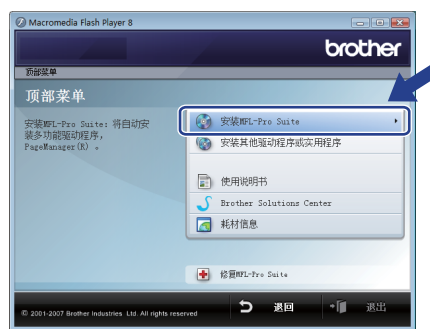 Macromedia Flash Player 8
brother
顶部菜单
顶部菜单
安装MFL-Pro Suite: 将自动安
装多功能驱动程序,
PageManager(R) 。
安装MFL-Pro Suite
安装其他驱动程序或实用程序
使用说明书
Brother Solutions Center
耗材信息
修复MFL-Pro Suite
© 2001-2007 Brother Industries Ltd. All rights reserved
退回
退出